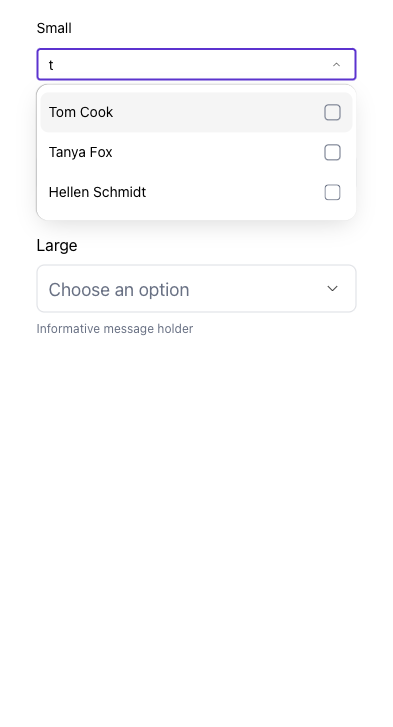 Small
t
Tom Cook
Tanya Fox
Hellen Schmidt
Large
Choose an option
Informative message holder